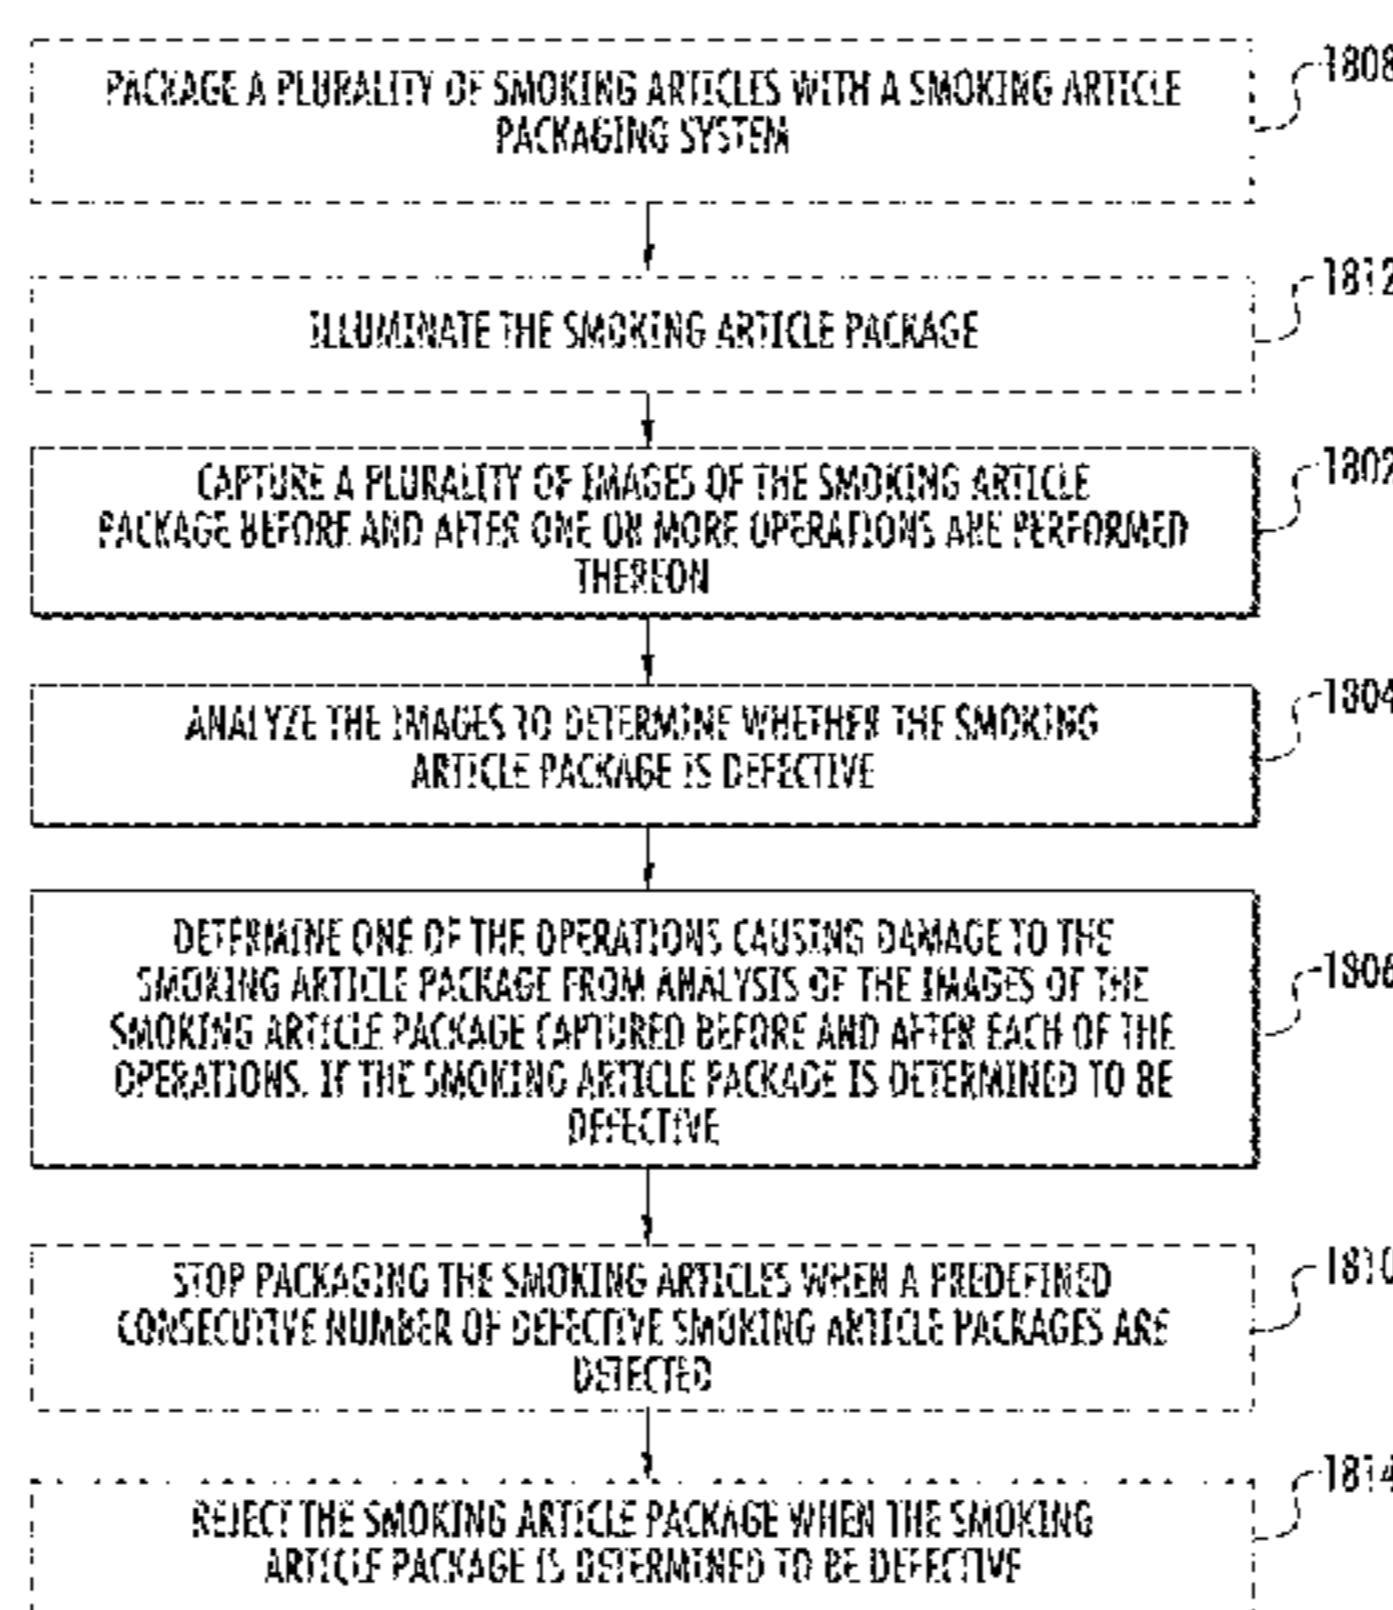 PACKAGE A PLURALITY OF SMOKING ARTICLES WITH A SMOKING ARTICLE
PACKAGING SYSTEM
1808
ILLUMINATE THE SMOKING ARTICLE PACKAGE
1812
CAPTURE A PLURALITY OF IMAGES OF THE SMOKING ARTICLE
PACKAGE BEFORE AND AFTER ONE OR MORE OPERATIONS ARE PERFORMED
THEREON
1802
ANALYZE THE IMAGES TO DETERMINE WHETHER THE SMOKING
ARTICLE PACKAGE IS DEFECTIVE
1804
DETERMINE ONE OF THE OPERATIONS CAUSING DAMAGE TO THE
SMOKING ARTICLE PACKAGE FROM ANALYSIS OF THE IMAGES OF THE
SMOKING ARTICLE PACKAGE CAPTURED BEFORE AND AFTER EACH OF THE
OPERATIONS, IF THE SMOKING ARTICLE PACKAGE IS DETERMINED TO BE
DEFECTIVE
1806
STOP PACKAGING THE SMOKING ARTICLES WHEN A PREDEFINED
CONSECUTIVE NUMBER OF DEFECTIVE SMOKING ARTICLE PACKAGES ARE
DETECTED
1810
REJECT THE SMOKING ARTICLE PACKAGE WHEN THE SMOKING
ARTICLE PACKAGE IS DETERMINED TO BE DEFECTIVE
1814